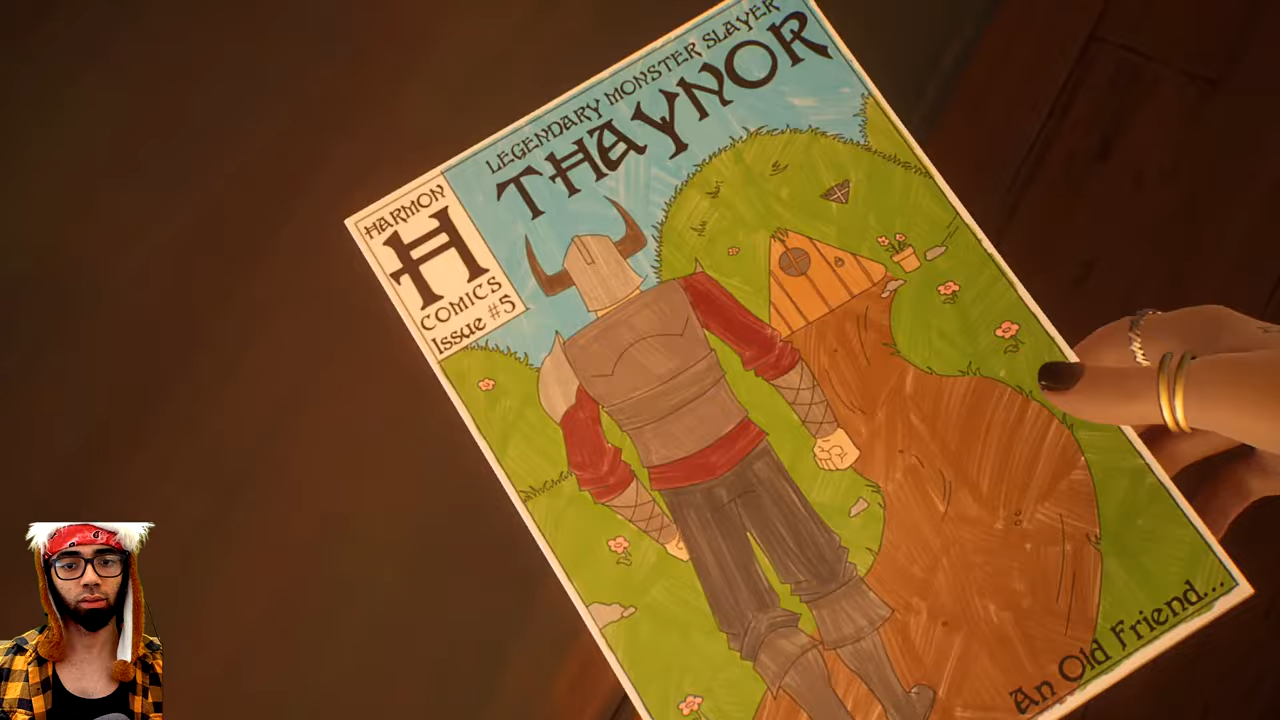 LEGENDARY MONSTER SLAYER
THAYNOR
HARMON
H
COMICS
Issue #5
An Old Friend...